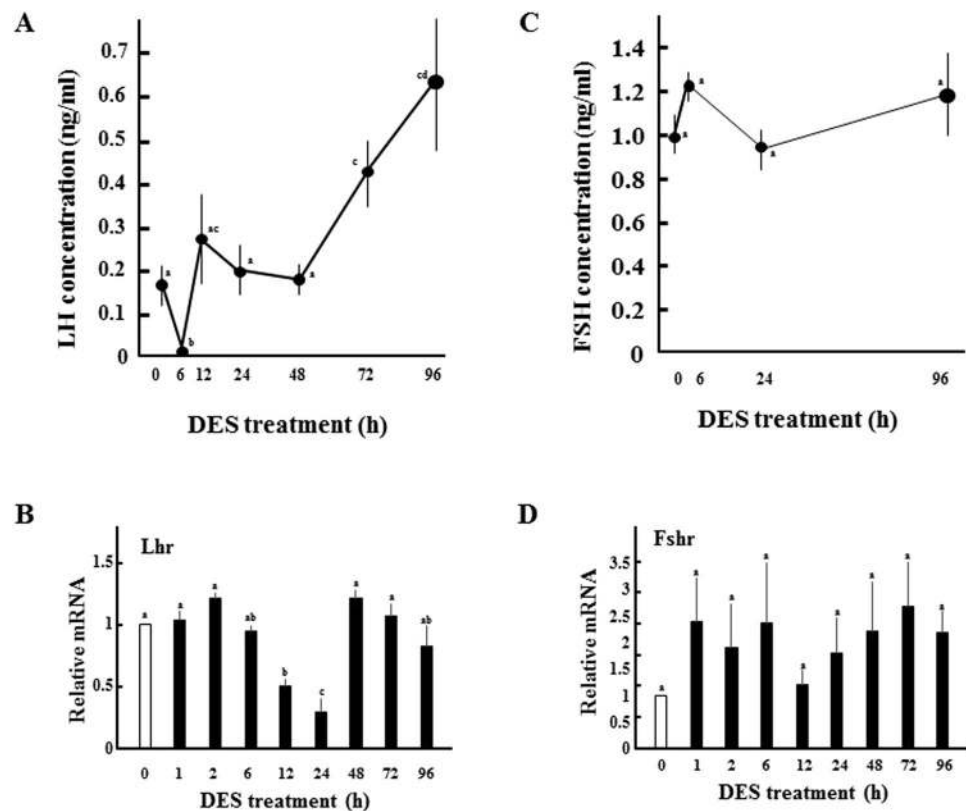 A
LH concentration (ng/ml)
0.7
0.6
0.5
0.4
0.3
0.2
0.1
0
a
b
ac
a
a
c
cd
0 6 12 24 48 72 96
DES treatment (h)
C
FSH concentration (ng/ml)
1.4
1.2
1.0
0.8
0.6
0.4
0.2
0
a
a
a
a
0 6 24 96
DES treatment (h)
B
Lhr
Relative mRNA
1.5
1
0.5
0
a a a ab b c a a ab
0 1 2 6 12 24 48 72 96
DES treatment (h)
D
Fshr
Relative mRNA
3.5
3
2.5
2
1.5
1
0.5
0
a a a a a a a a a
0 1 2 6 12 24 48 72 96
DES treatment (h)